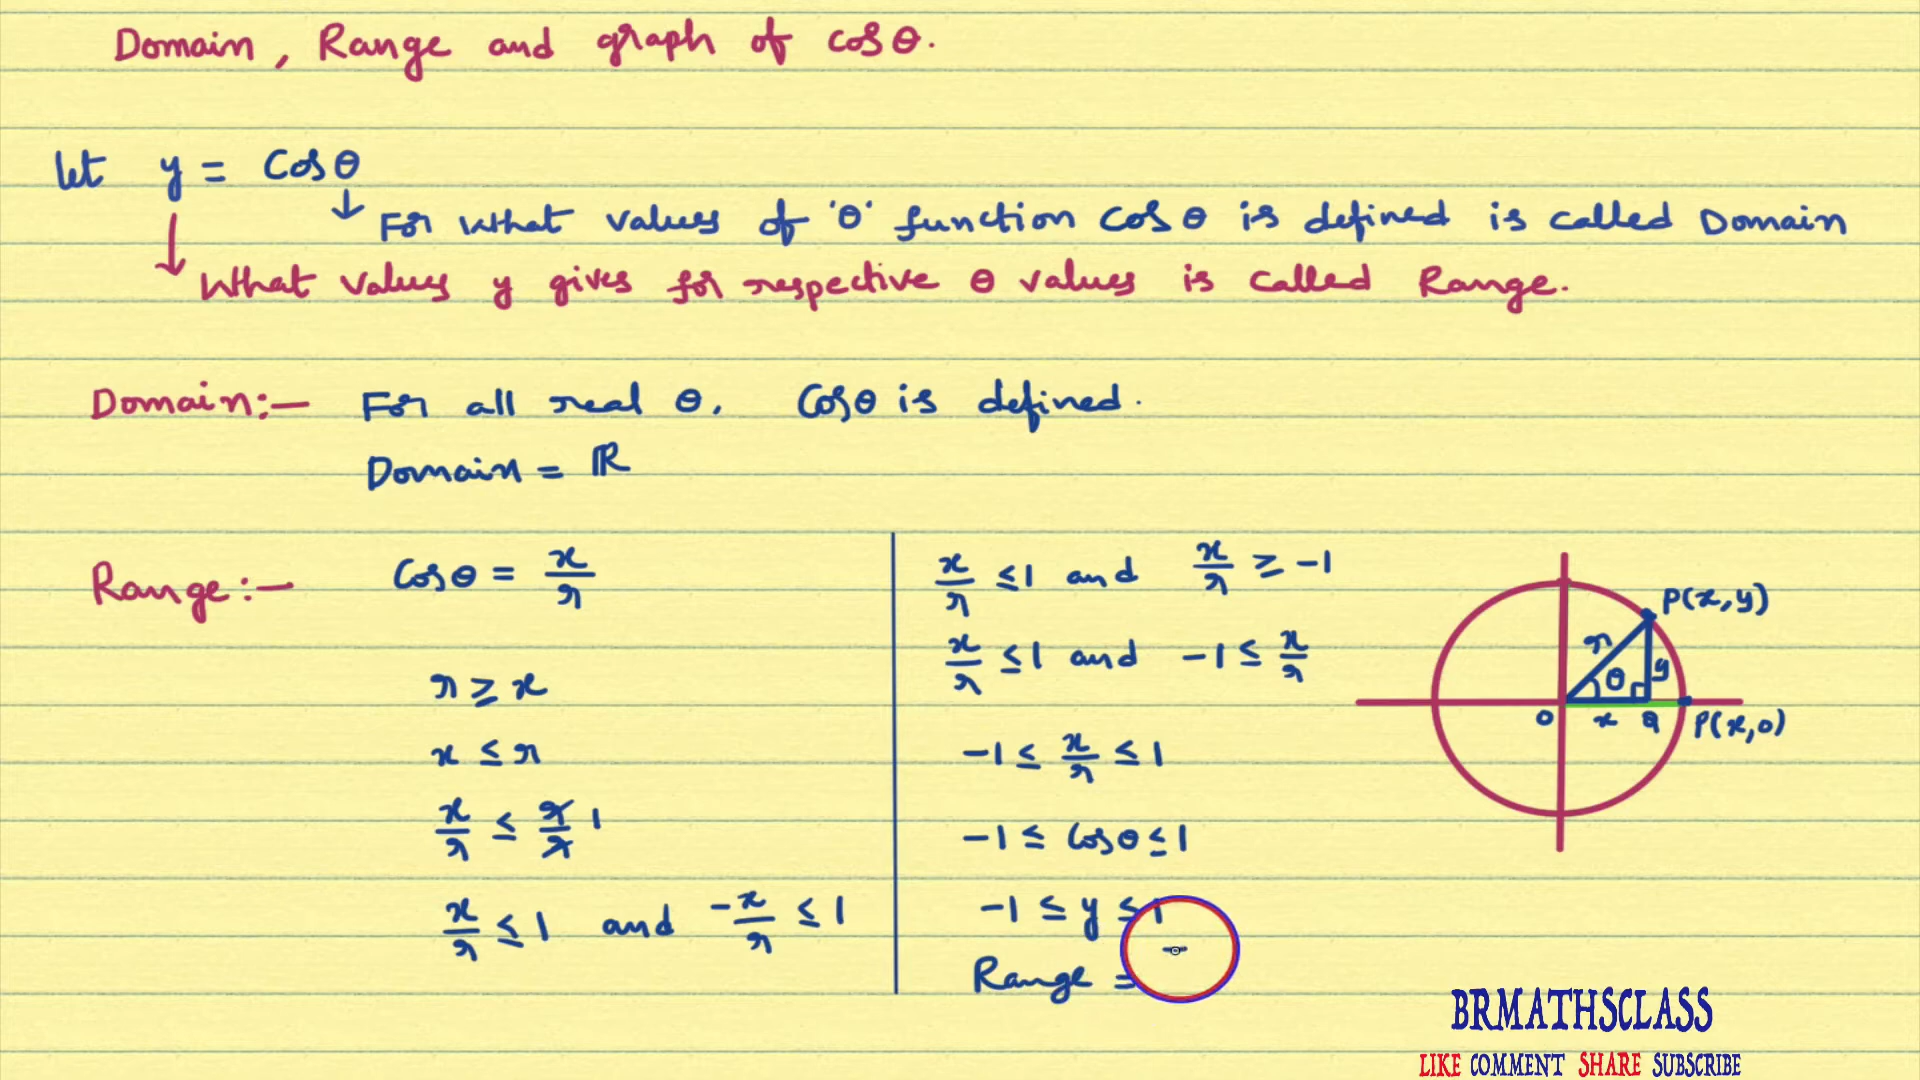 Domain, Range and graph of cosθ.
let y = Cosθ
For what values of 'θ' function Cosθ is defined is called Domain
What values y gives for respective θ values is called Range.
Domain:- For all real θ, Cosθ is defined.
Domain = ℝ
Range:- Cosθ = x/r
r ≥ x
x ≤ r
x/r ≤ r/r 1
x/r ≤ 1 and -x/r ≤ 1
x/r ≤ 1 and x/r ≥ -1
x/r ≤ 1 and -1 ≤ x/r
-1 ≤ x/r ≤ 1
-1 ≤ Cosθ ≤ 1
-1 ≤ y ≤ 1
Range =
P(x,y)
r
θ
y
O x Q P(x,0)
BRMATHSCLASS
LIKE COMMENT SHARE SUBSCRIBE